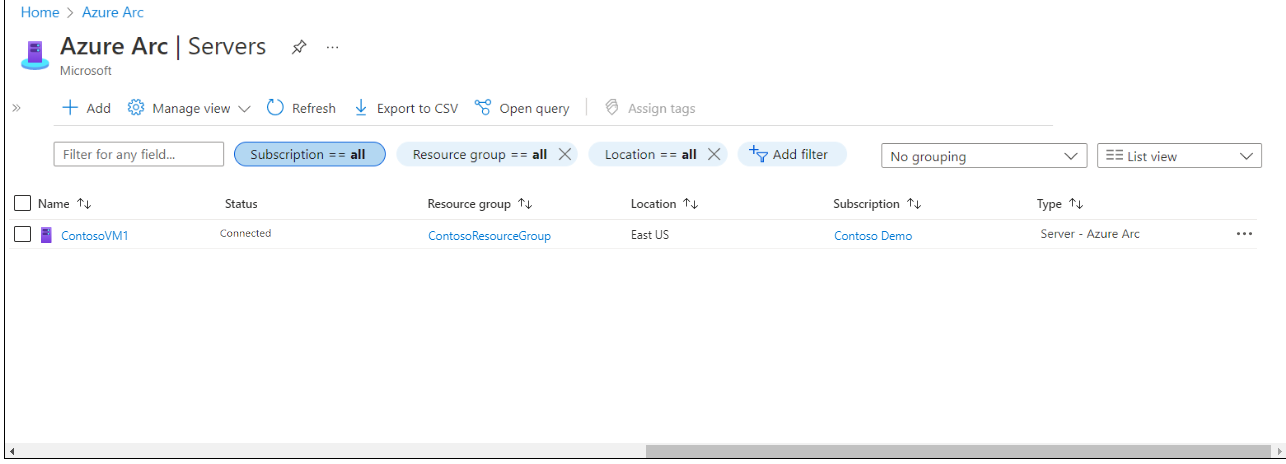 Home > Azure Arc
Azure Arc | Servers ...
Microsoft
» + Add Manage view Refresh Export to CSV Open query Assign tags
Filter for any field... Subscription == all Resource group == all Location == all Add filter No grouping List view
Name Status Resource group Location Subscription Type
ContosoVM1 Connected ContosoResourceGroup East US Contoso Demo Server - Azure Arc ...